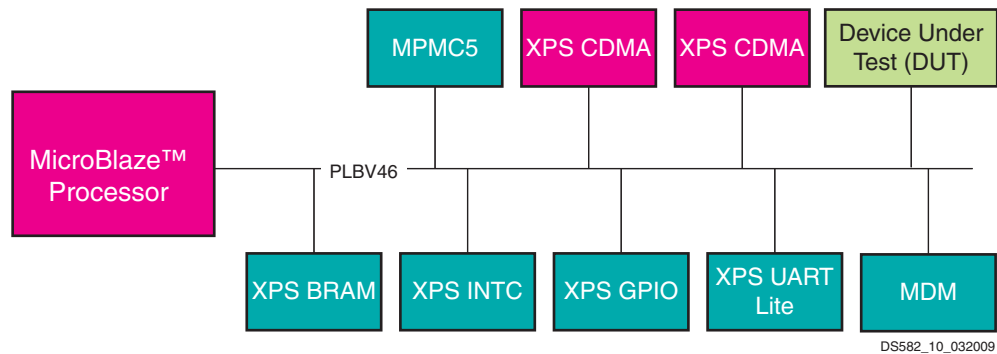 MPMC5
XPS CDMA
XPS CDMA
Device Under
Test (DUT)
MicroBlaze™
Processor
PLBV46
XPS BRAM
XPS INTC
XPS GPIO
XPS UART
Lite
MDM
DS582_10_032009